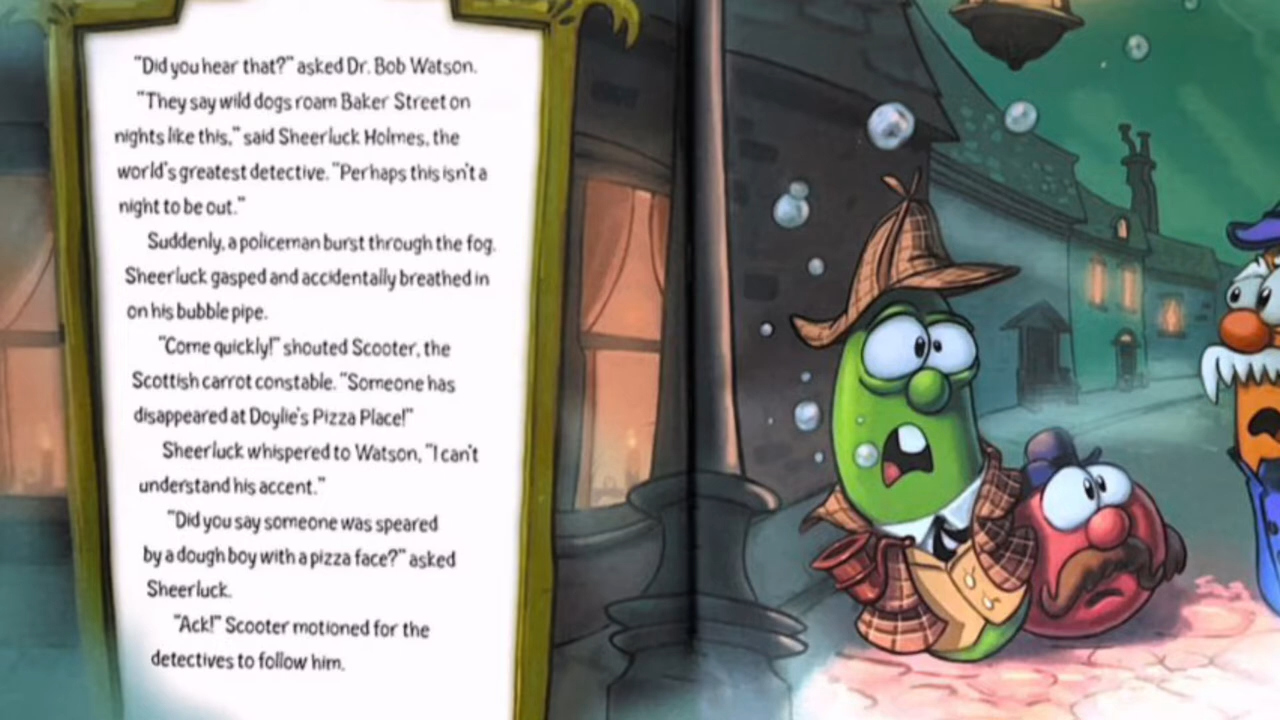 "Did you hear that?" asked Dr. Bob Watson.
"They say wild dogs roam Baker Street on
nights like this," said Sheerluck Holmes, the
world's greatest detective. "Perhaps this isn't a
night to be out."
Suddenly, a policeman burst through the fog.
Sheerluck gasped and accidentally breathed in
on his bubble pipe.
"Come quickly!" shouted Scooter, the
Scottish carrot constable. "Someone has
disappeared at Doylie's Pizza Place!"
Sheerluck whispered to Watson, "I can't
understand his accent."
"Did you say someone was speared
by a dough boy with a pizza face?" asked
Sheerluck.
"Ack!" Scooter motioned for the
detectives to follow him.